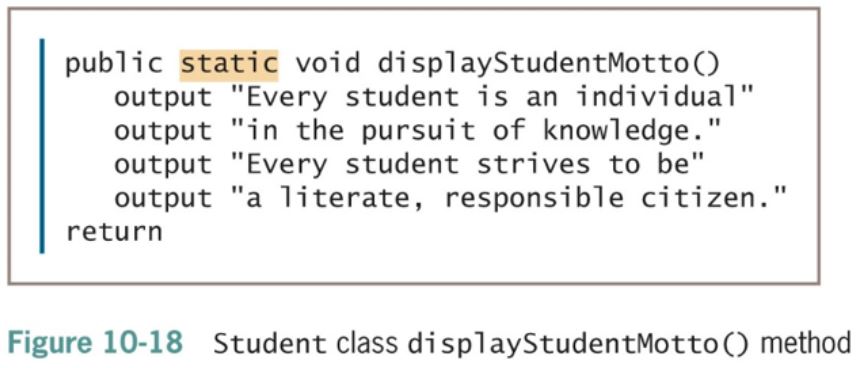 public static void displayStudentMotto()
output "Every student is an individual"
output "in the pursuit of knowledge."
output "Every student strives to be"
output "a literate, responsible citizen."
return
Figure 10-18 Student class displayStudentMotto() method